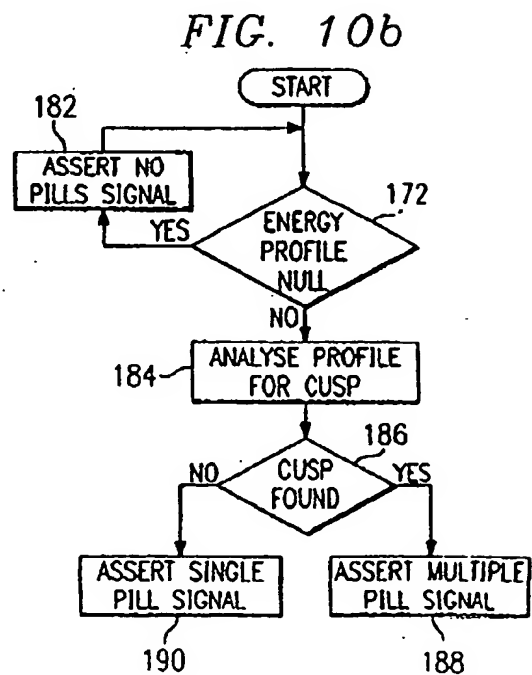 FIG. 10b
START
182
ASSERT NO
PILLS SIGNAL
172
YES
ENERGY
PROFILE
NULL
NO
184
ANALYSE PROFILE
FOR CUSP
186
NO
CUSP
FOUND
YES
ASSERT SINGLE
PILL SIGNAL
ASSERT MULTIPLE
PILL SIGNAL
190
188